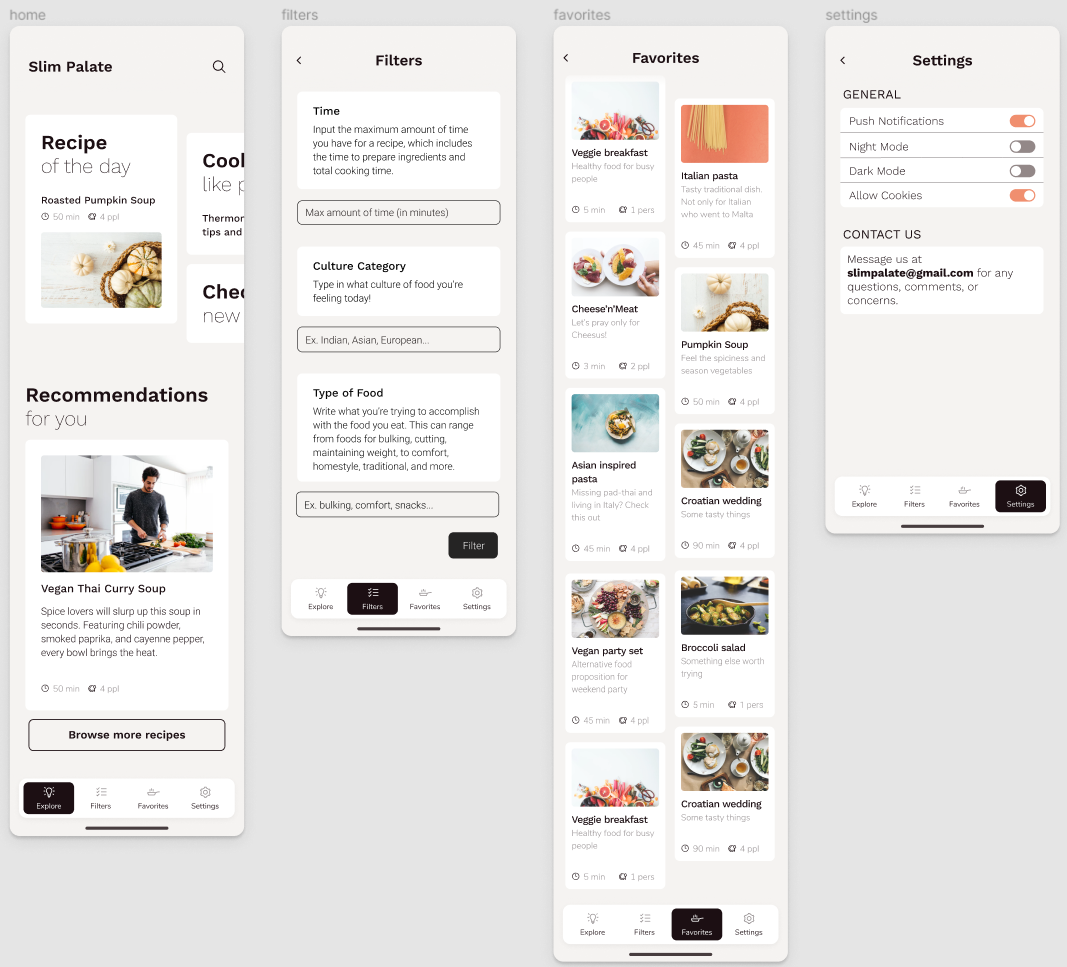 home
Slim Palate
Recipe
of the day
Roasted Pumpkin Soup
50 min 4 ppl
Cool
like p
Thermor
tips and
Chec
new
Recommendations
for you
Vegan Thai Curry Soup
Spice lovers will slurp up this soup in
seconds. Featuring chili powder,
smoked paprika, and cayenne pepper,
every bowl brings the heat.
50 min 4 ppl
Browse more recipes
Explore Filters Favorites Settings
filters
Filters
Time
Input the maximum amount of time
you have for a recipe, which includes
the time to prepare ingredients and
total cooking time.
Max amount of time (in minutes)
Culture Category
Type in what culture of food you're
feeling today!
Ex. Indian, Asian, European...
Type of Food
Write what you're trying to accomplish
with the food you eat. This can range
from foods for bulking, cutting,
maintaining weight, to comfort,
homestyle, traditional, and more.
Ex. bulking, comfort, snacks...
Filter
Explore Filters Favorites Settings
favorites
Favorites
Veggie breakfast
Healthy food for busy
people
5 min 1 pers
Cheese'n'Meat
Let's pray only for
Cheesus!
3 min 2 ppl
Asian inspired
pasta
Missing pad-thai and
living in Italy? Check
this out
45 min 4 ppl
Vegan party set
Alternative food
proposition for
weekend party
45 min 4 ppl
Veggie breakfast
Healthy food for busy
people
5 min 1 pers
Italian pasta
Tasty traditional dish.
Not only for Italian
who went to Malta
45 min 4 ppl
Pumpkin Soup
Feel the spiciness and
season vegetables
50 min 4 ppl
Croatian wedding
Some tasty things
90 min 4 ppl
Broccoli salad
Something else worth
trying
5 min 1 pers
Croatian wedding
Some tasty things
90 min 4 ppl
Explore Filters Favorites Settings
settings
Settings
GENERAL
Push Notifications
Night Mode
Dark Mode
Allow Cookies
CONTACT US
Message us at
slimpalate@gmail.com for any
questions, comments, or
concerns.
Explore Filters Favorites Settings